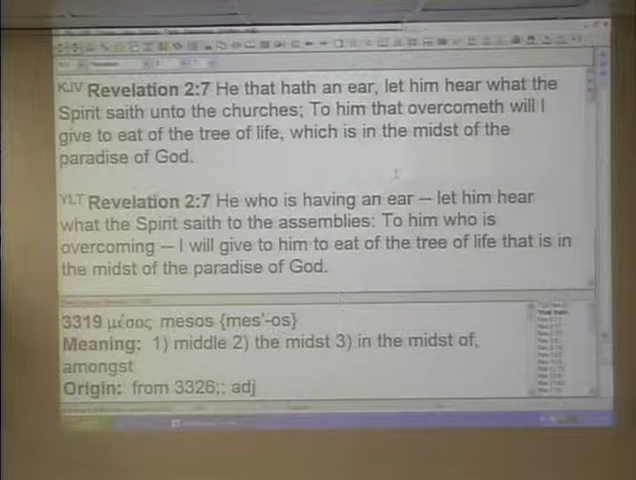 KJV Revelation 2:7 He that hath an ear, let him hear what the
Spirit saith unto the churches; To him that overcometh will I
give to eat of the tree of life, which is in the midst of the
paradise of God.
YLT Revelation 2:7 He who is having an ear -- let him hear
what the Spirit saith to the assemblies: To him who is
overcoming -- I will give to him to eat of the tree of life that is in
the midst of the paradise of God.
3319 μέσος mesos {mes'-os}
Meaning: 1) middle 2) the midst 3) in the midst of,
amongst
Origin: from 3326;; adj